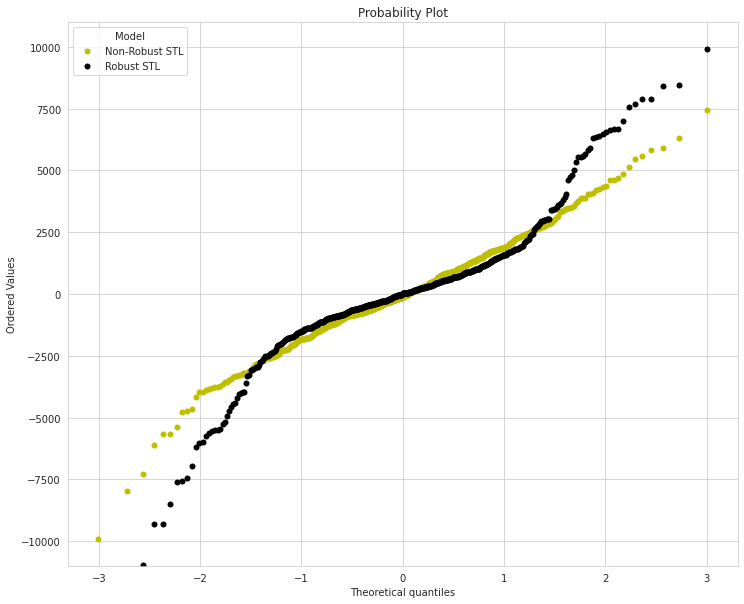 Probability Plot
Model
Non-Robust STL
Robust STL
10000
7500
5000
2500
0
−2500
−5000
−7500
−10000
Ordered Values
−3
−2
−1
0
1
2
3
Theoretical quantiles